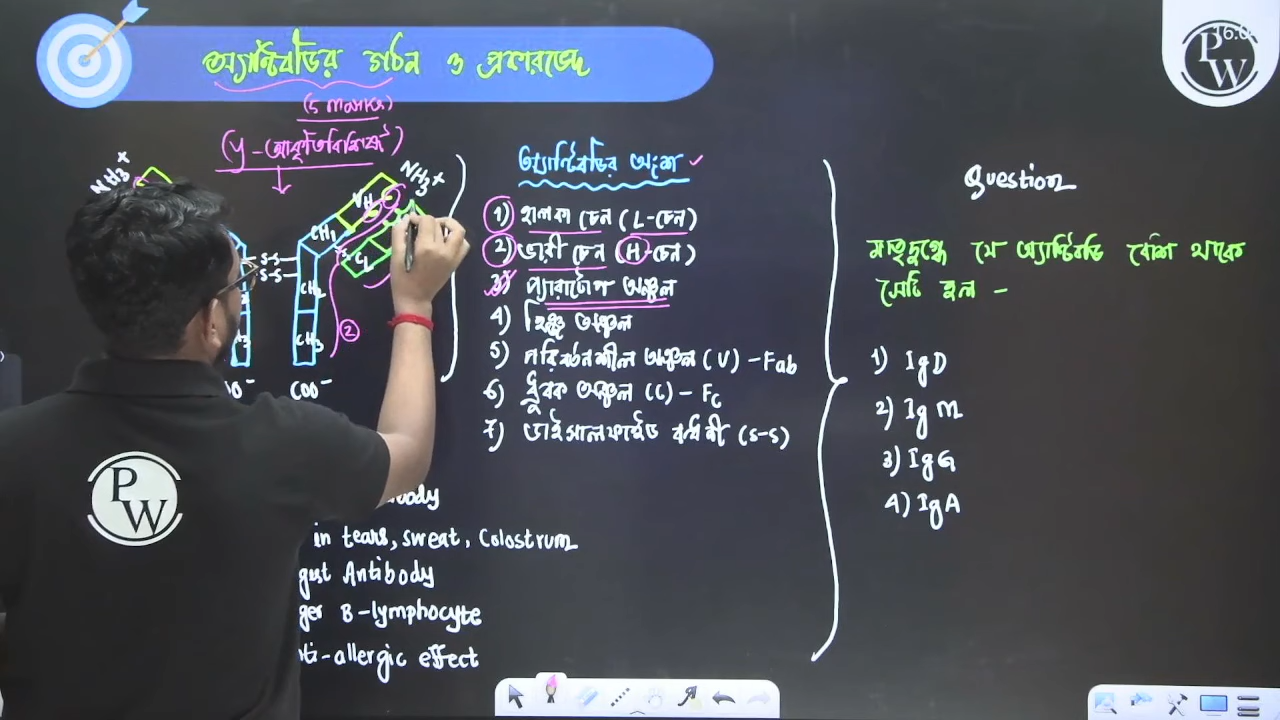 অ্যান্টিবডির গঠন ও প্রকারভেদ
(5 Marks)
(Y-আকৃতিবিশিষ্ট)
NH3+
NH3+
VH
CH1
CL
S-S
S-S
CH2
CH3
2
COO-
অ্যান্টিবডির অংশ
1) হালকা চেন (L-চেন)
2) ভারী চেন (H-চেন)
3) প্যারাটোপ অঞ্চল
4) হিঞ্জ অঞ্চল
5) পরিবর্তনশীল অঞ্চল (V) - Fab
6) ধ্রুবক অঞ্চল (C) - Fc
7) ডাইসালফাইড বন্ধনী (S-S)
in tears, sweat, Colostrum
Antibody
B-lymphocyte
allergic effect
Question
মাতৃদুগ্ধে যে অ্যান্টিবডি বেশি থাকে
সেটি হল -
1) IgD
2) IgM
3) IgG
4) IgA
PW
PW